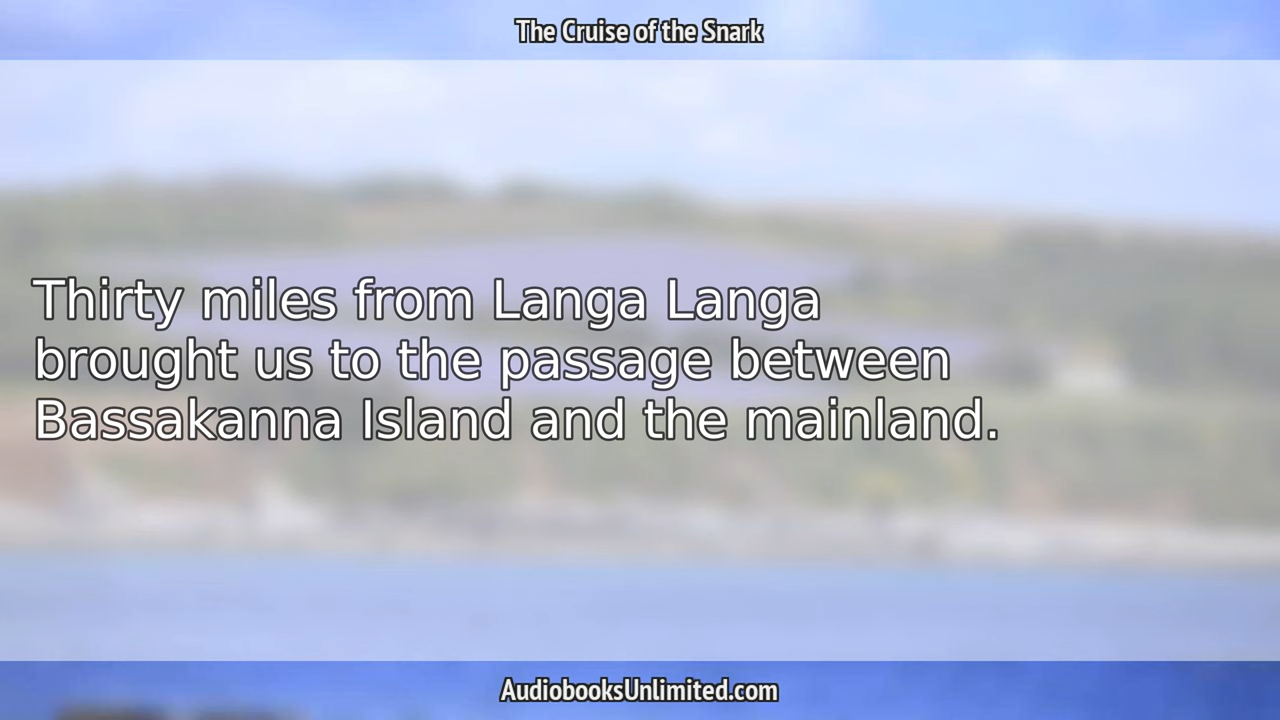 The Cruise of the Snark
Thirty miles from Langa Langa
brought us to the passage between
Bassakanna Island and the mainland.
AudiobooksUnlimited.com